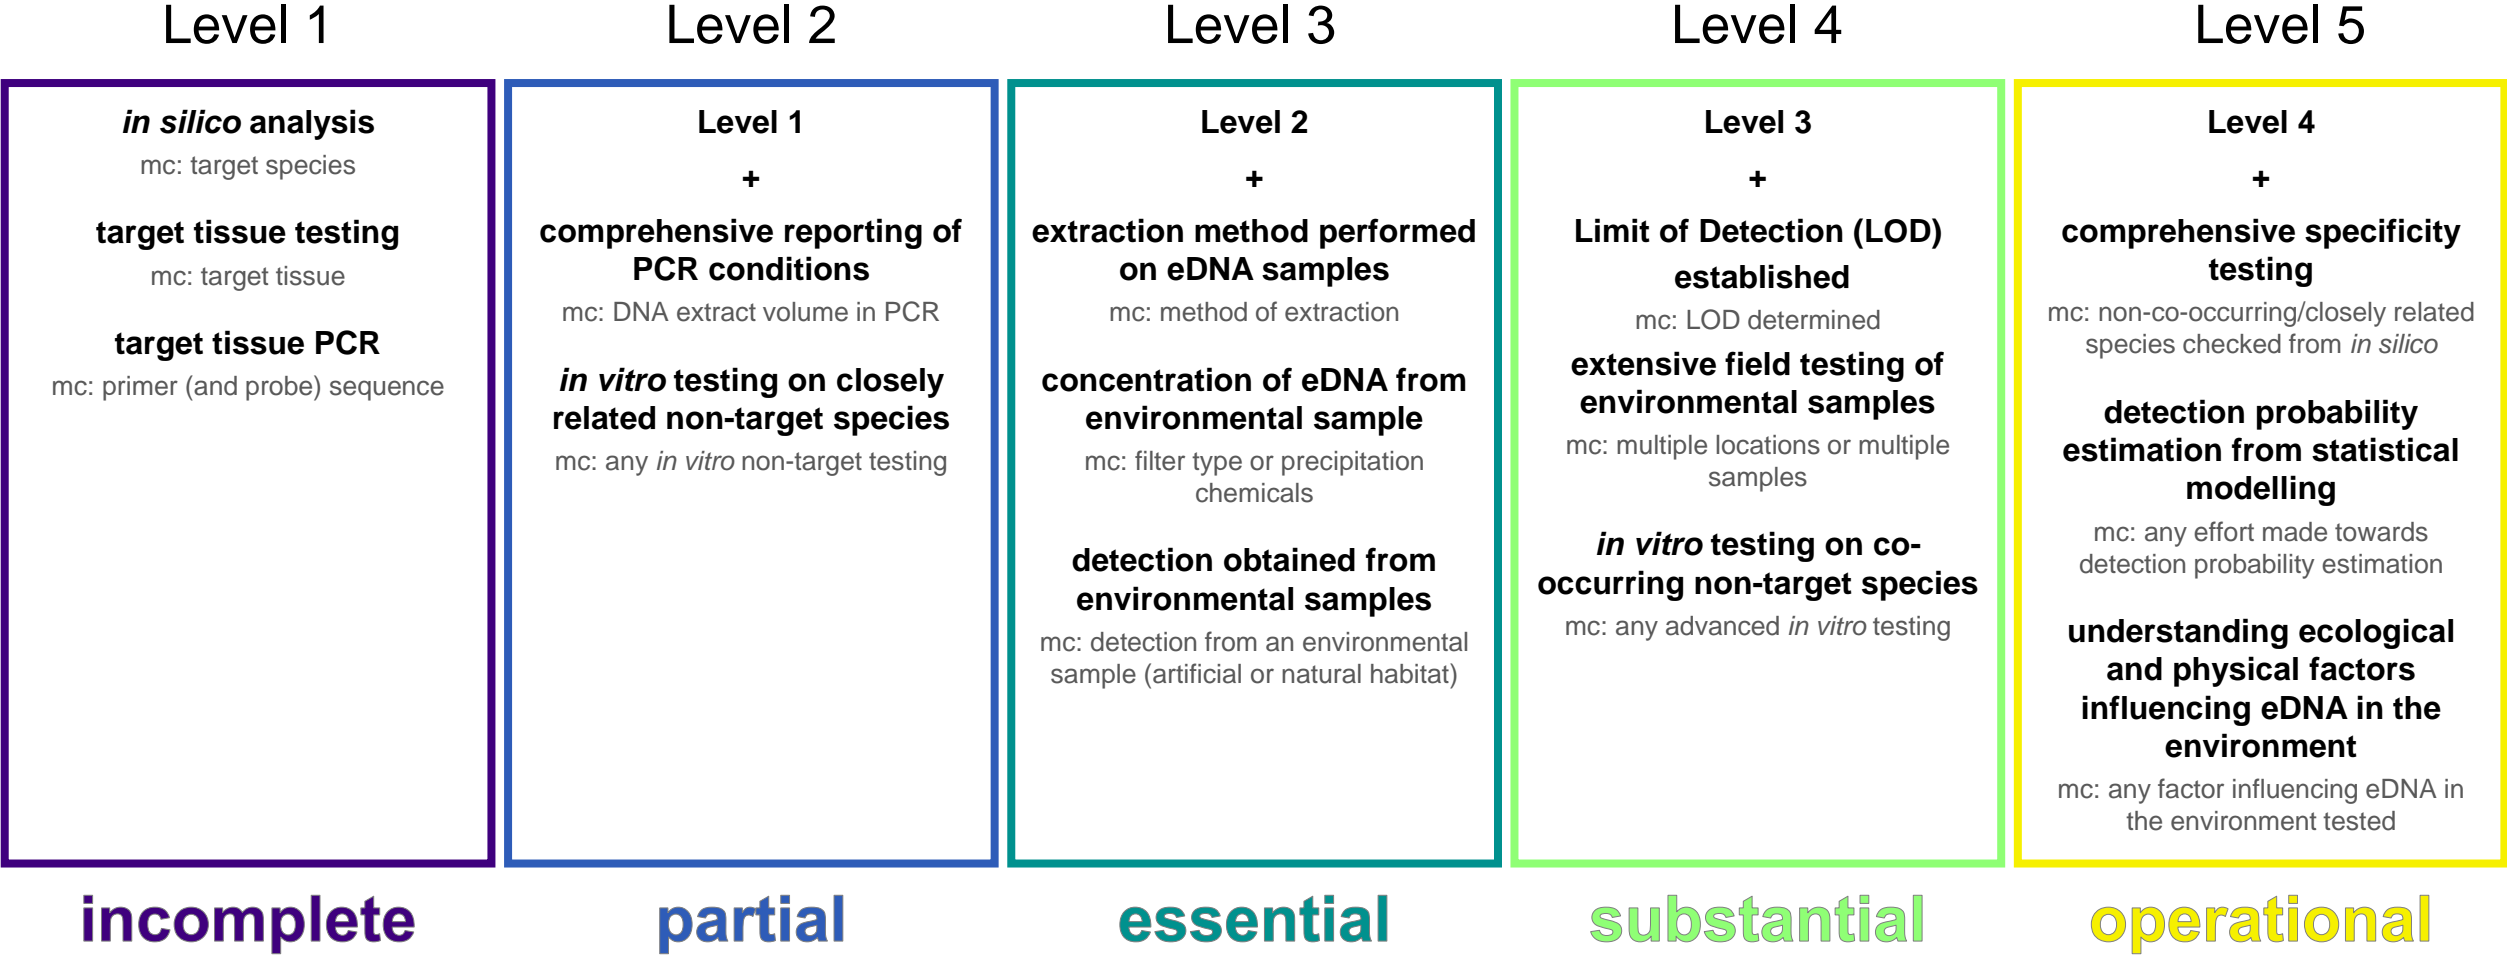 Level 1
Level 2
Level 3
Level 4
Level 5
in silico analysis
mc: target species
target tissue testing
mc: target tissue
target tissue PCR
mc: primer (and probe) sequence
Level 1
+
comprehensive reporting of
PCR conditions
mc: DNA extract volume in PCR
in vitro testing on closely
related non-target species
mc: any in vitro non-target testing
Level 2
+
extraction method performed
on eDNA samples
mc: method of extraction
concentration of eDNA from
environmental sample
mc: filter type or precipitation
chemicals
detection obtained from
environmental samples
mc: detection from an environmental
sample (artificial or natural habitat)
Level 3
+
Limit of Detection (LOD)
established
mc: LOD determined
extensive field testing of
environmental samples
mc: multiple locations or multiple
samples
in vitro testing on co-
occurring non-target species
mc: any advanced in vitro testing
Level 4
+
comprehensive specificity
testing
mc: non-co-occurring/closely related
species checked from in silico
detection probability
estimation from statistical
modelling
mc: any effort made towards
detection probability estimation
understanding ecological
and physical factors
influencing eDNA in the
environment
mc: any factor influencing eDNA in
the environment tested
incomplete
partial
essential
substantial
operational